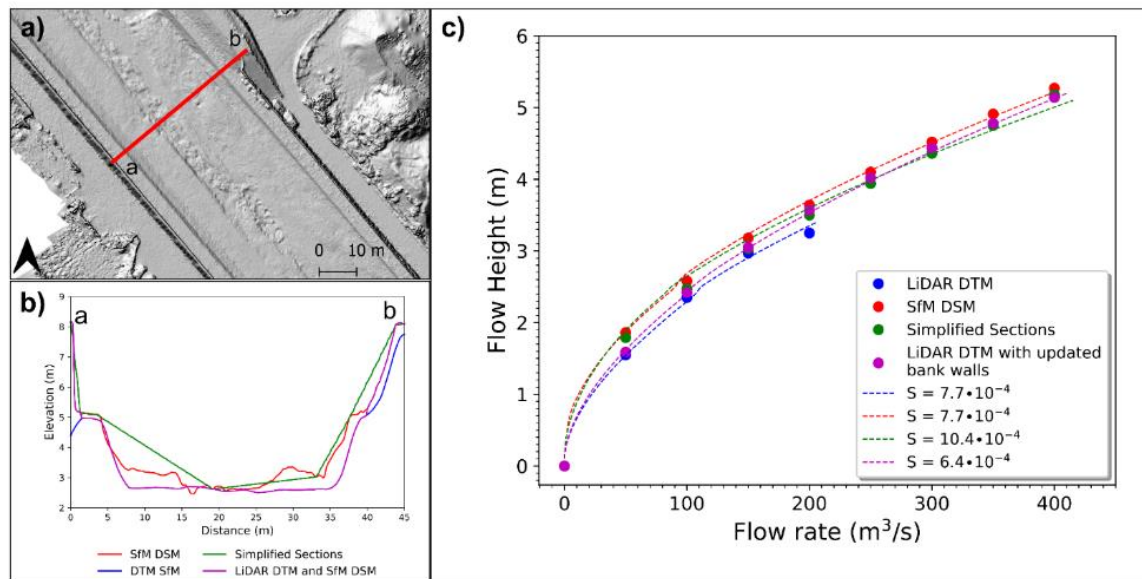 a)
b
a
0 10 m
b)
9
8
7
6
5
4
3
2
a
b
Elevation (m)
0 5 10 15 20 25 30 35 40 45
Distance (m)
SfM DSM
Simplified Sections
DTM SfM
LiDAR DTM and SfM DSM
c)
6
5
4
3
2
1
0
Flow Height (m)
0 100 200 300 400
Flow rate (m³/s)
LiDAR DTM
SfM DSM
Simplified Sections
LiDAR DTM with updated
bank walls
S = 7.7•10⁻⁴
S = 7.7•10⁻⁴
S = 10.4•10⁻⁴
S = 6.4•10⁻⁴